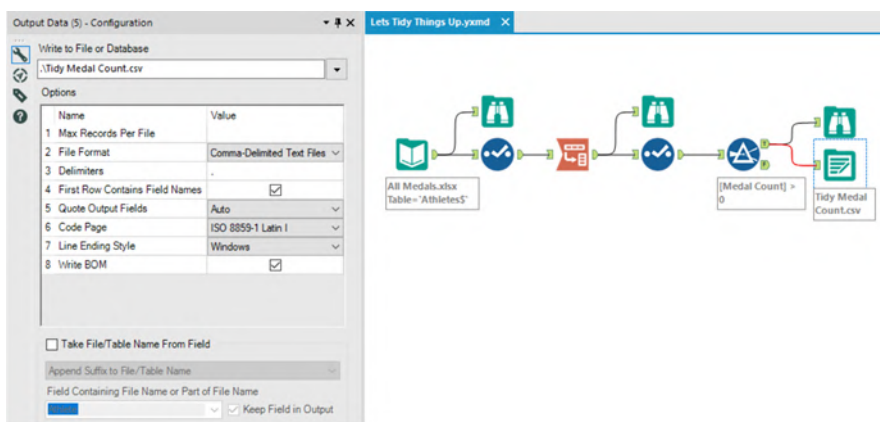 Output Data (5) - Configuration
Write to File or Database
.\Tidy Medal Count.csv
Options
Name Value
1 Max Records Per File
2 File Format Comma-Delimited Text Files
3 Delimiters ,
4 First Row Contains Field Names
5 Quote Output Fields Auto
6 Code Page ISO 8859-1 Latin I
7 Line Ending Style Windows
8 Write BOM
Take File/Table Name From Field
Append Suffix to File/Table Name
Field Containing File Name or Part of File Name
Keep Field in Output
Lets Tidy Things Up.yxmd X
All Medals.xlsx
Table='Athletes$'
T
F
[Medal Count] >
0
Tidy Medal
Count.csv